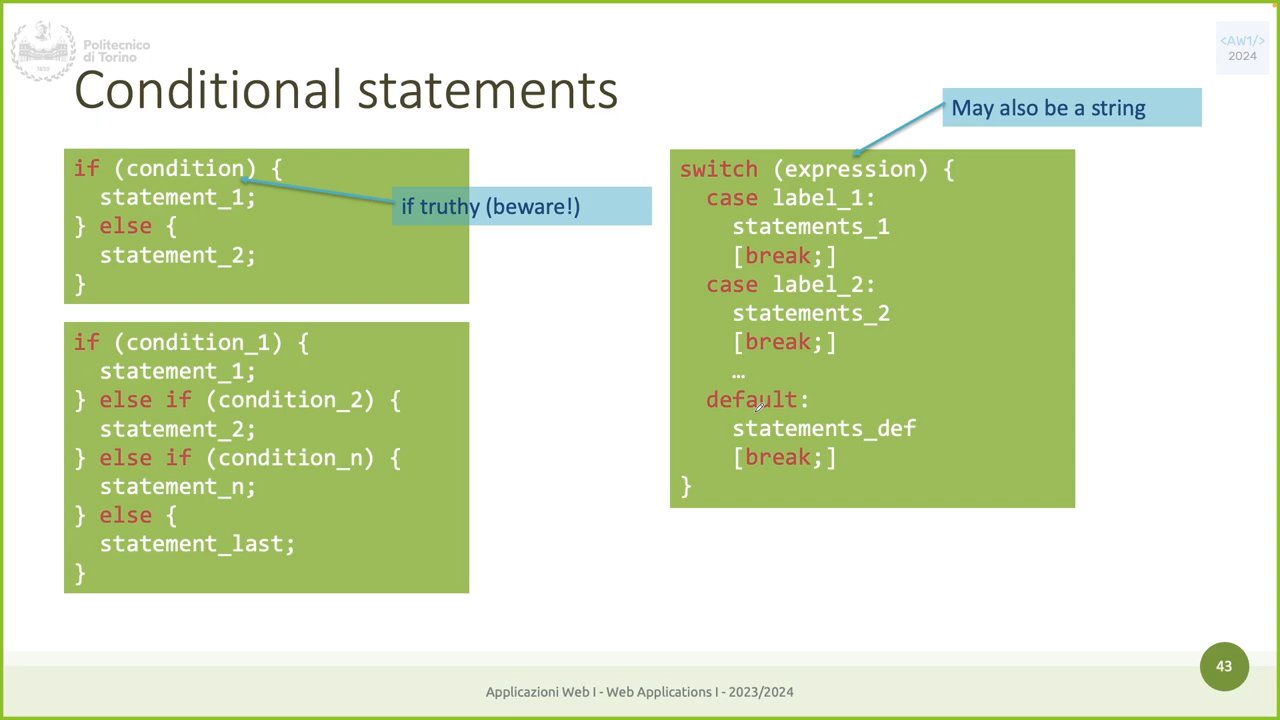 Politecnico
di Torino
1859
<AW1/>
2024
Conditional statements
May also be a string
if (condition) {
statement_1;
} else {
statement_2;
}
if truthy (beware!)
if (condition_1) {
statement_1;
} else if (condition_2) {
statement_2;
} else if (condition_n) {
statement_n;
} else {
statement_last;
}
switch (expression) {
case label_1:
statements_1
[break;]
case label_2:
statements_2
[break;]
…
default:
statements_def
[break;]
}
Applicazioni Web I - Web Applications I - 2023/2024
43